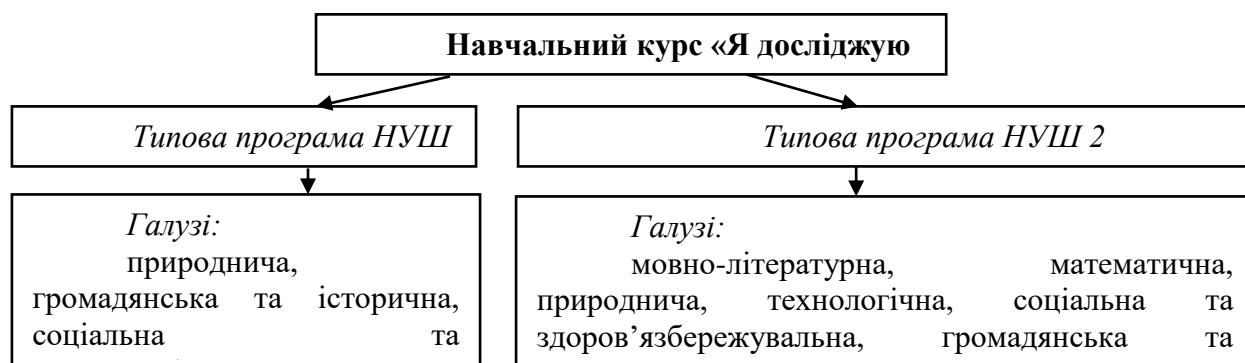 Навчальний курс «Я досліджую
Типова програма НУШ
Типова програма НУШ 2
Галузі:
природнича,
громадянська та історична,
соціальна та
Галузі:
мовно-літературна, математична,
природнича, технологічна, соціальна та
здоров’язбережувальна, громадянська та